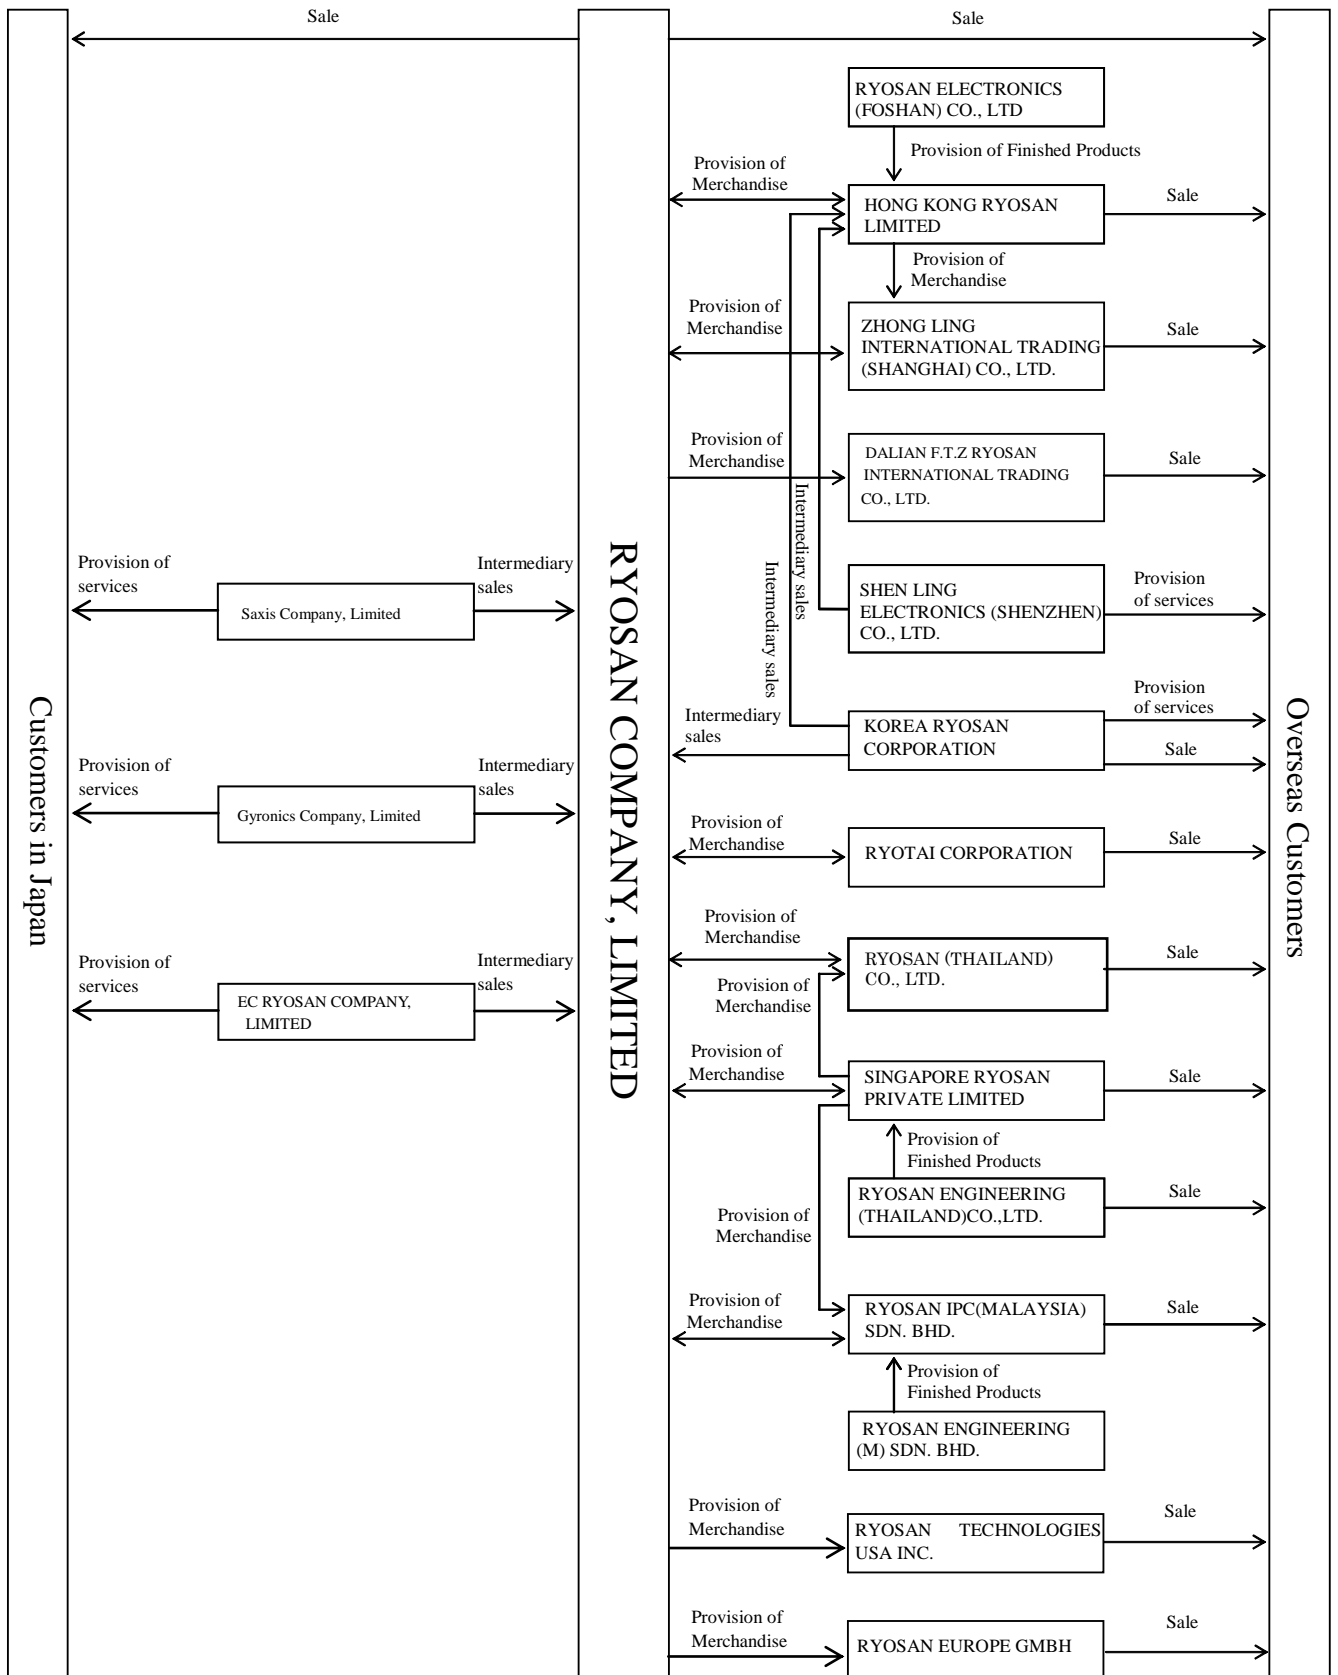 Sale
Sale
RYOSAN ELECTRONICS
(FOSHAN) CO., LTD
Provision of Finished Products
Provision of
Merchandise
HONG KONG RYOSAN
LIMITED
Sale
Provision of
Merchandise
Provision of
Merchandise
ZHONG LING
INTERNATIONAL TRADING
(SHANGHAI) CO., LTD.
Sale
Provision of
Merchandise
DALIAN F.T.Z RYOSAN
INTERNATIONAL TRADING
CO., LTD.
Sale
Intermediary sales
Intermediary sales
Provision of
services
Saxis Company, Limited
Intermediary
sales
SHEN LING
ELECTRONICS (SHENZHEN)
CO., LTD.
Provision
of services
Customers in Japan
RYOSAN COMPANY, LIMITED
Overseas Customers
Intermediary
sales
KOREA RYOSAN
CORPORATION
Provision
of services
Sale
Provision of
services
Gyronics Company, Limited
Intermediary
sales
Provision of
Merchandise
RYOTAI CORPORATION
Sale
Provision of
services
EC RYOSAN COMPANY,
LIMITED
Intermediary
sales
Provision of
Merchandise
RYOSAN (THAILAND)
CO., LTD.
Sale
Provision of
Merchandise
Provision of
Merchandise
SINGAPORE RYOSAN
PRIVATE LIMITED
Sale
Provision of
Finished Products
RYOSAN ENGINEERING
(THAILAND)CO.,LTD.
Sale
Provision of
Merchandise
Provision of
Merchandise
RYOSAN IPC(MALAYSIA)
SDN. BHD.
Sale
Provision of
Finished Products
RYOSAN ENGINEERING
(M) SDN. BHD.
Provision of
Merchandise
RYOSAN TECHNOLOGIES
USA INC.
Sale
Provision of
Merchandise
RYOSAN EUROPE GMBH
Sale